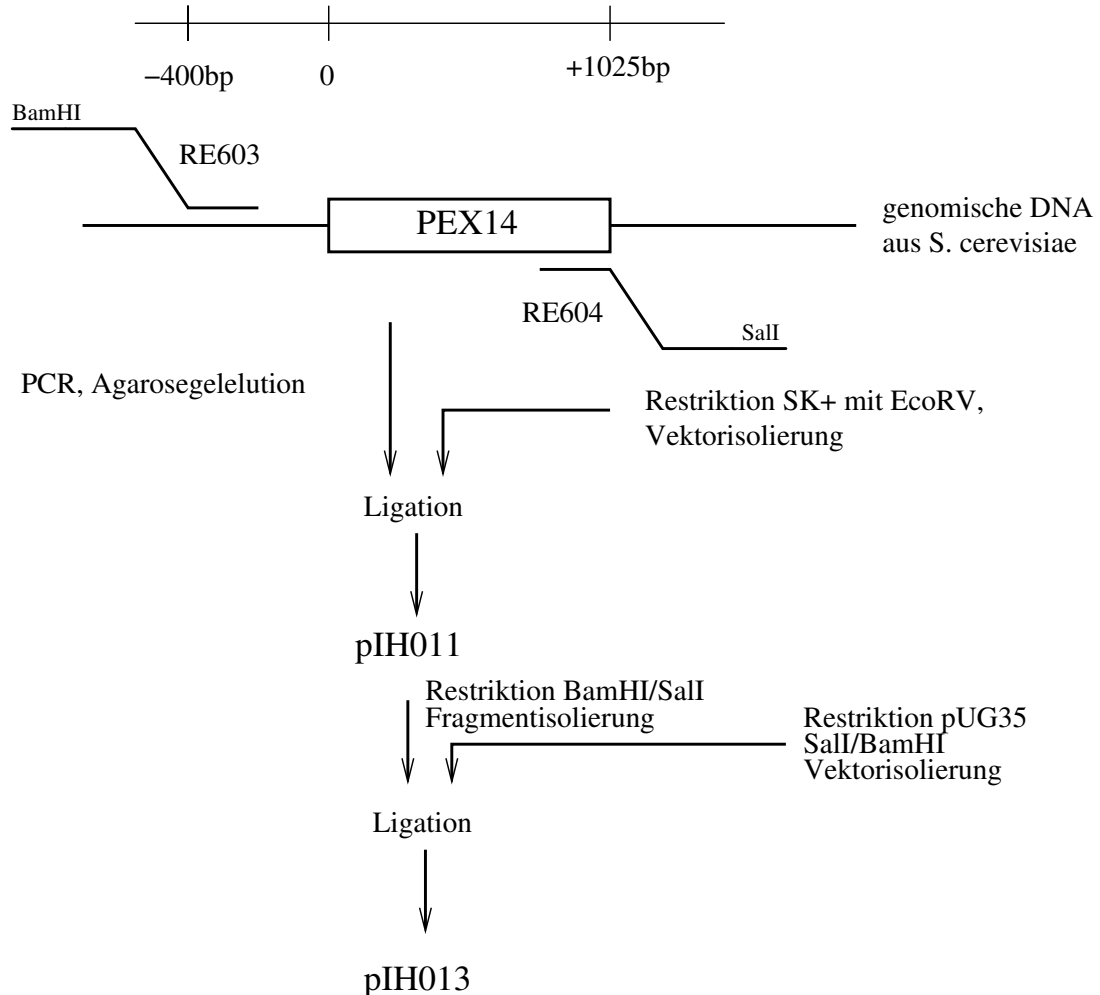 −400bp
0
+1025bp
BamHI
RE603
PEX14
genomische DNA
aus S. cerevisiae
RE604
SalI
PCR, Agarosegelelution
Restriktion SK+ mit EcoRV,
Vektorisolierung
Ligation
pIH011
Restriktion BamHI/SalI
Fragmentisolierung
Restriktion pUG35
SalI/BamHI
Vektorisolierung
Ligation
pIH013